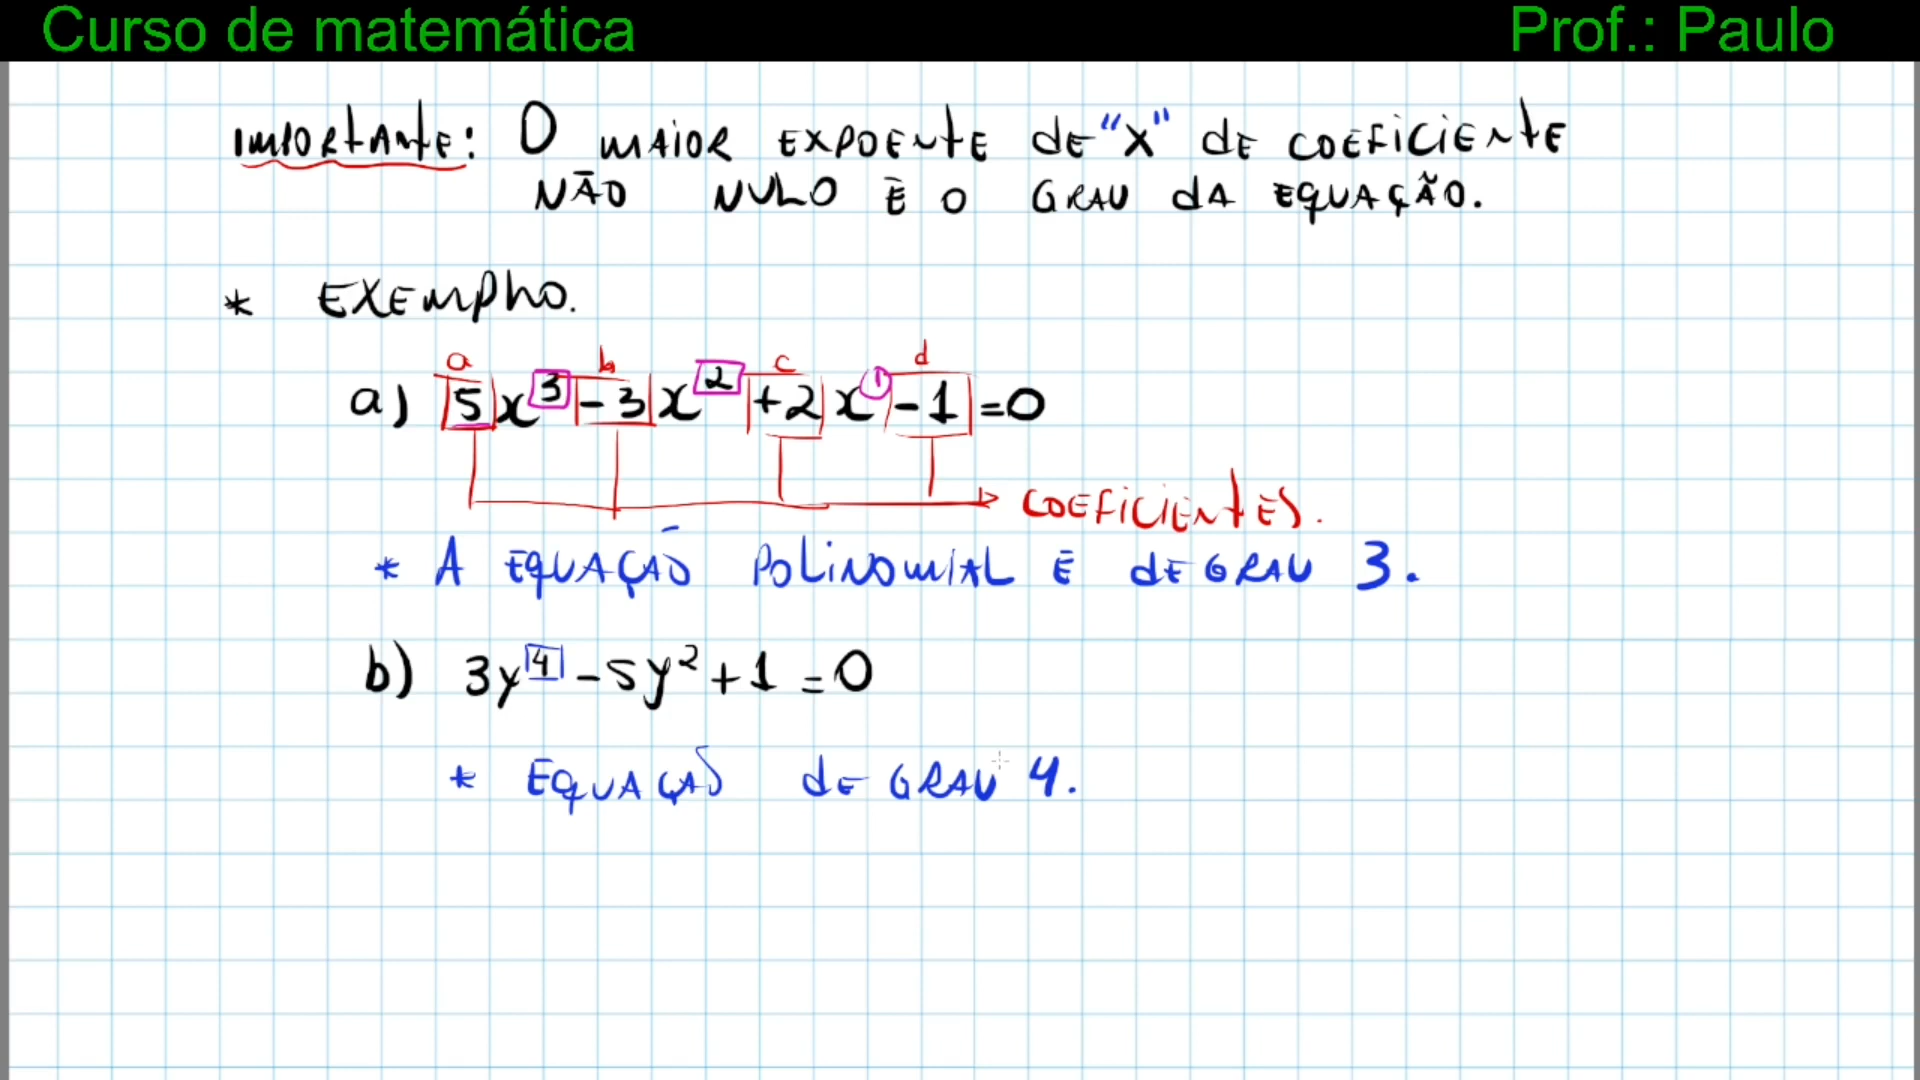 Curso de matemática Prof.: Paulo
IMPORTANTE: O MAIOR EXPOENTE DE "X" DE COEFICIENTE
NÃO NULO É O GRAU DA EQUAÇÃO.
* EXEMPLO.
a b c d
a) 5x³ - 3x² + 2x¹ - 1 = 0
COEFICIENTES.
* A EQUAÇÃO POLINOMIAL É DE GRAU 3.
b) 3y⁴ - 5y² + 1 = 0
* EQUAÇÃO DE GRAU 4.